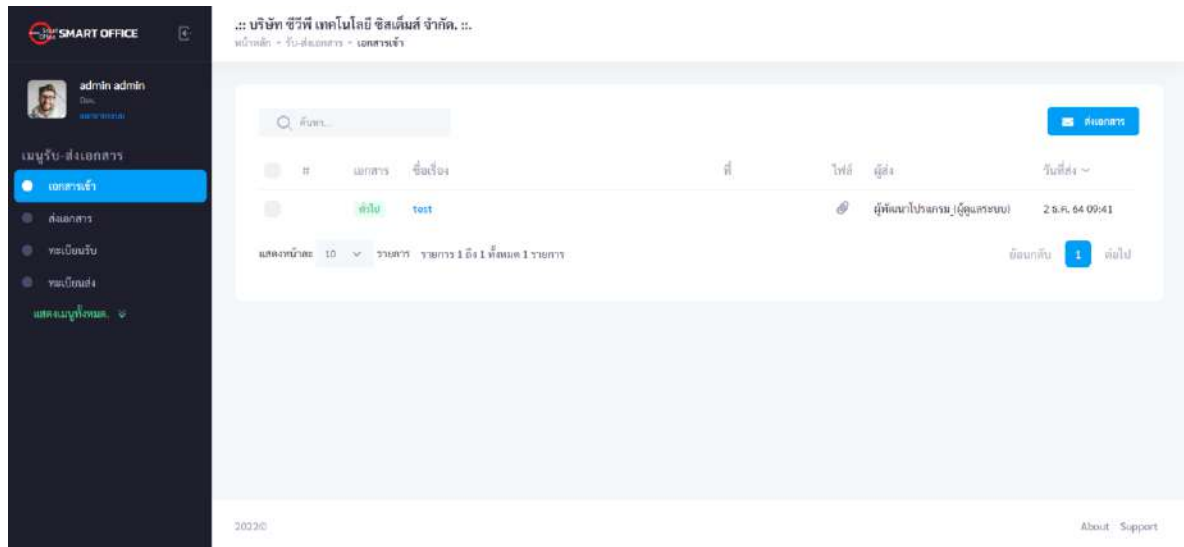 SMART OFFICE
.:: บริษัท ซีวีพี เทคโนโลยี ซิสเต็มส์ จำกัด. ::.
หน้าหลัก - รับ-ส่งเอกสาร - เอกสารเข้า
admin admin
ออกจากระบบ
ค้นหา...
ส่งเอกสาร
เมนูรับ-ส่งเอกสาร
# เอกสาร ชื่อเรื่อง ที่ ไฟล์ ผู้ส่ง วันที่ส่ง
เอกสารเข้า
ทั่วไป test ผู้พัฒนาโปรแกรม (ผู้ดูแลระบบ) 2 ธ.ค. 64 09:41
ส่งเอกสาร
ทะเบียนรับ
แสดงหน้าละ 10 รายการ รายการ 1 ถึง 1 ทั้งหมด 1 รายการ ย้อนกลับ 1 ต่อไป
ทะเบียนส่ง
แสดงเมนูทั้งหมด.
2022©
About Support